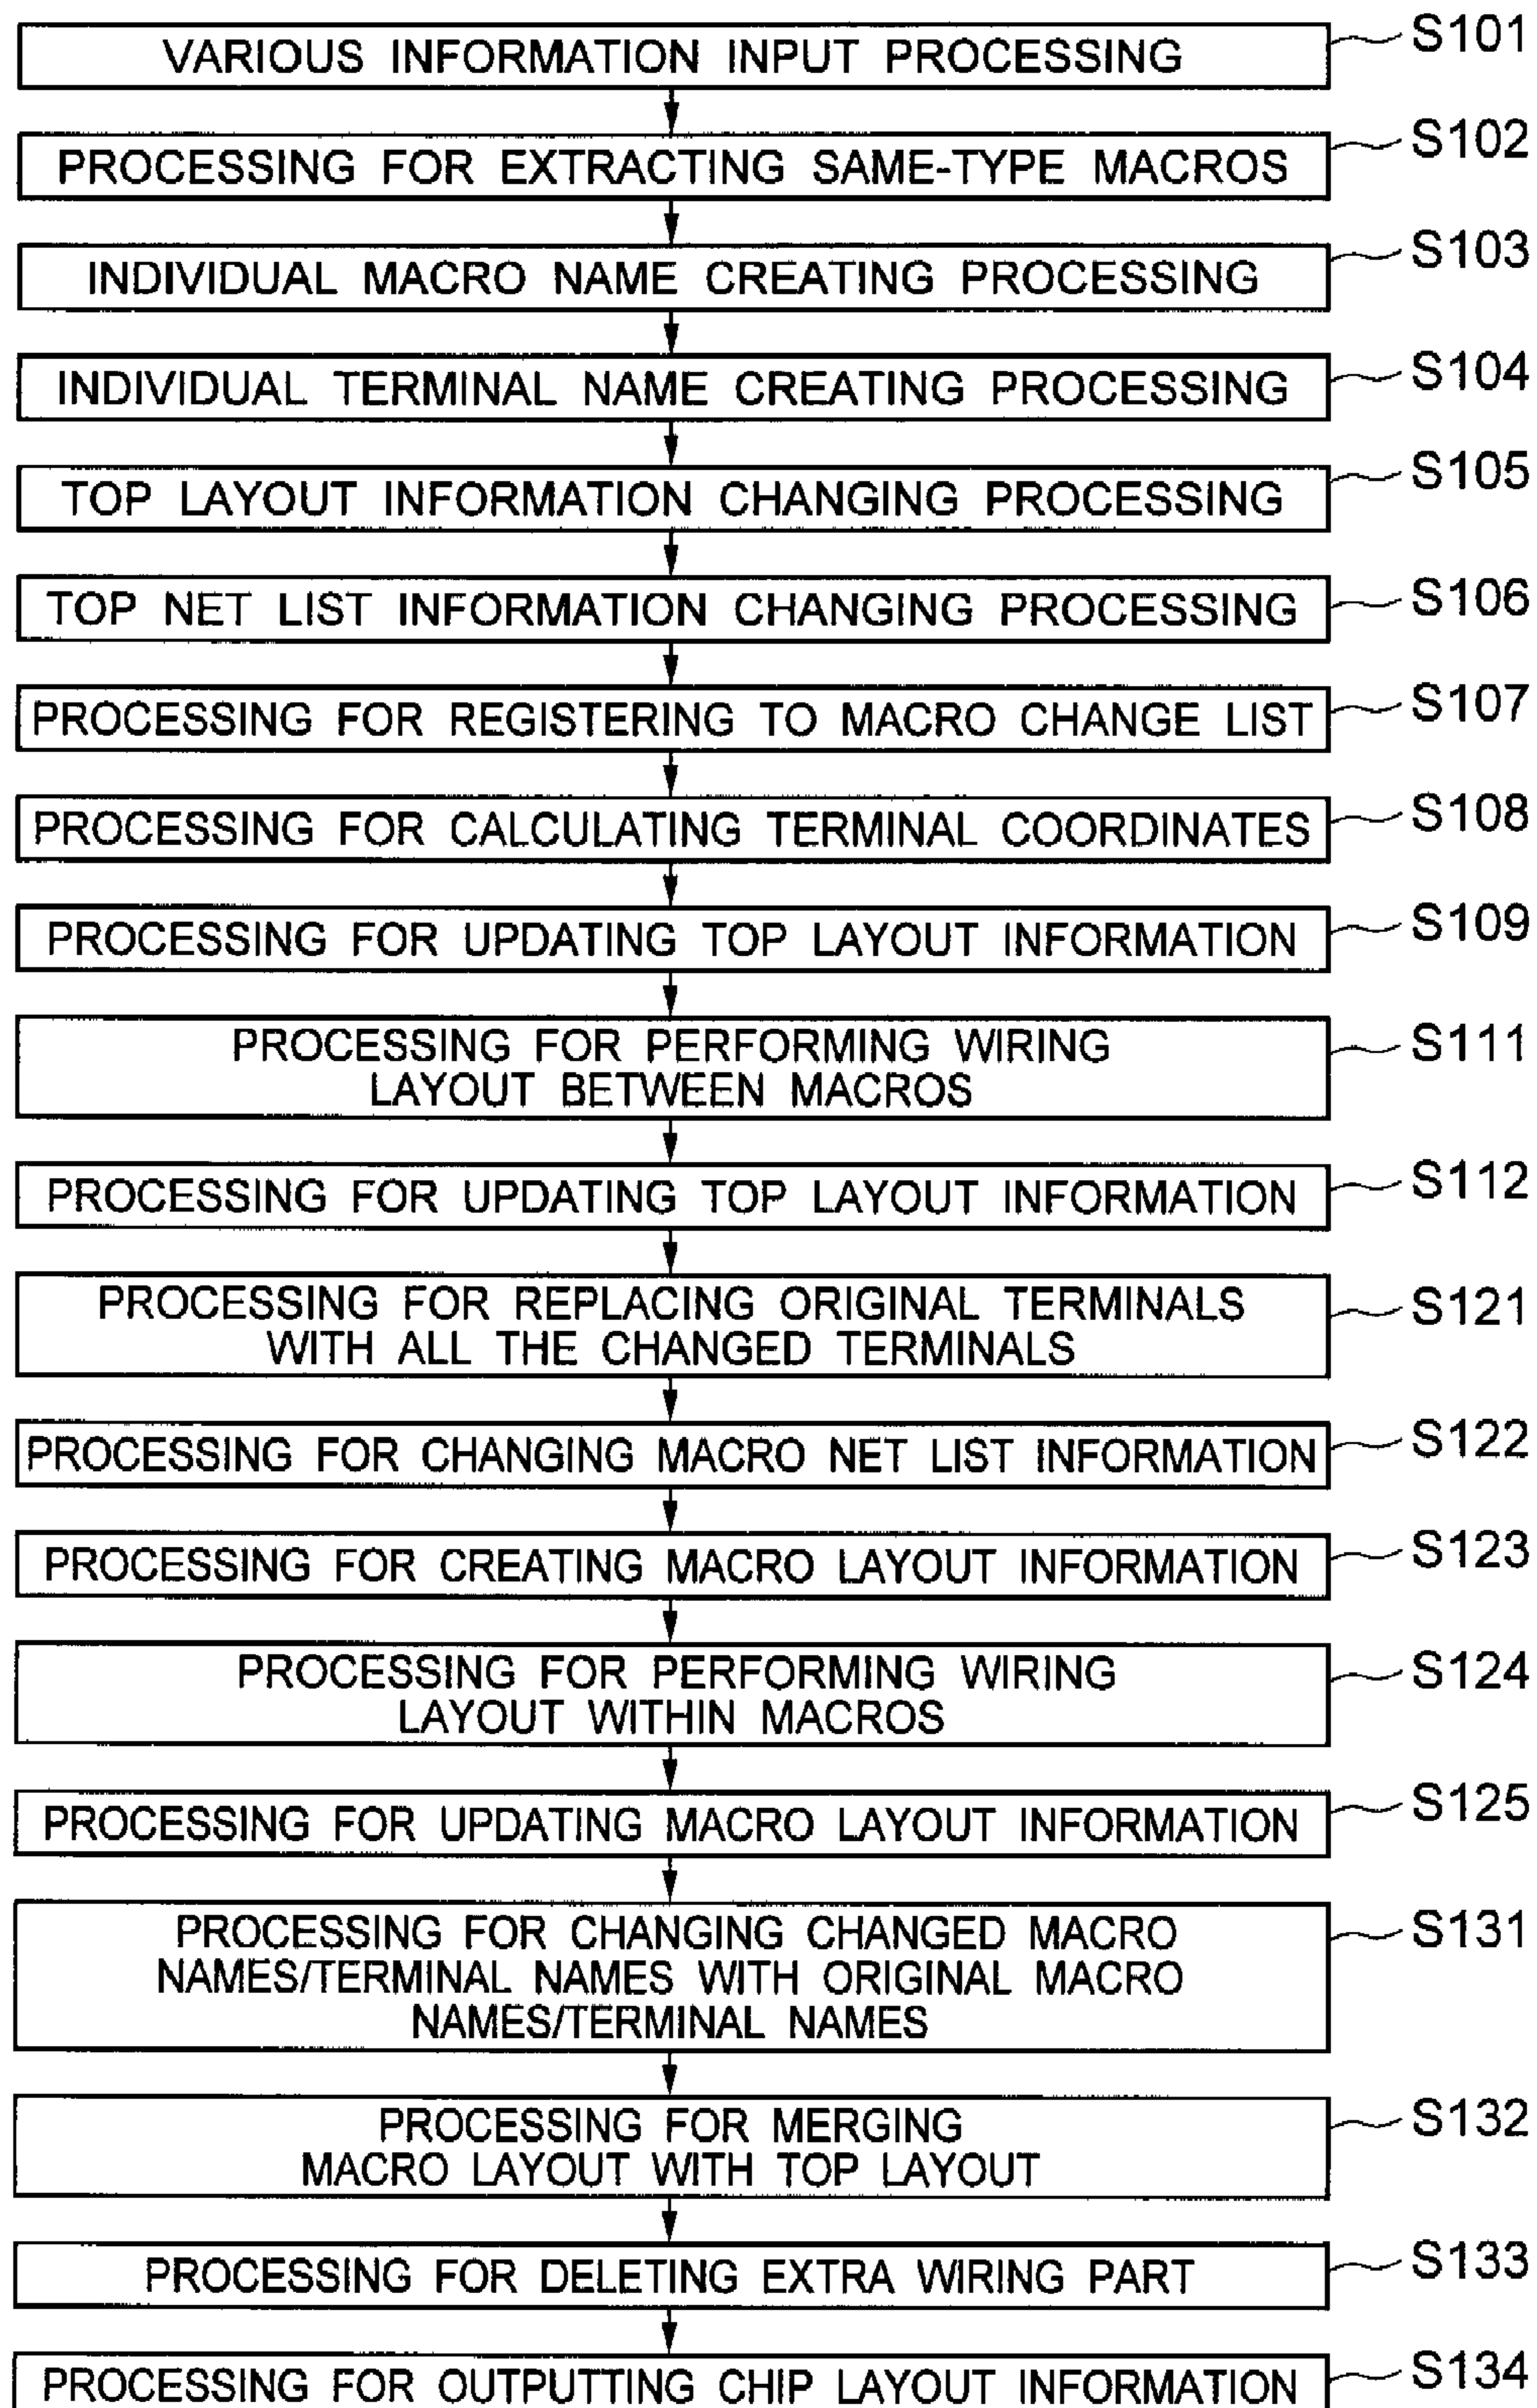 VARIOUS INFORMATION INPUT PROCESSING S101
PROCESSING FOR EXTRACTING SAME-TYPE MACROS S102
INDIVIDUAL MACRO NAME CREATING PROCESSING S103
INDIVIDUAL TERMINAL NAME CREATING PROCESSING S104
TOP LAYOUT INFORMATION CHANGING PROCESSING S105
TOP NET LIST INFORMATION CHANGING PROCESSING S106
PROCESSING FOR REGISTERING TO MACRO CHANGE LIST S107
PROCESSING FOR CALCULATING TERMINAL COORDINATES S108
PROCESSING FOR UPDATING TOP LAYOUT INFORMATION S109
PROCESSING FOR PERFORMING WIRING S111
LAYOUT BETWEEN MACROS
PROCESSING FOR UPDATING TOP LAYOUT INFORMATION S112
PROCESSING FOR REPLACING ORIGINAL TERMINALS S121
WITH ALL THE CHANGED TERMINALS
PROCESSING FOR CHANGING MACRO NET LIST INFORMATION S122
PROCESSING FOR CREATING MACRO LAYOUT INFORMATION S123
PROCESSING FOR PERFORMING WIRING S124
LAYOUT WITHIN MACROS
PROCESSING FOR UPDATING MACRO LAYOUT INFORMATION S125
PROCESSING FOR CHANGING CHANGED MACRO S131
NAMES/TERMINAL NAMES WITH ORIGINAL MACRO
NAMES/TERMINAL NAMES
PROCESSING FOR MERGING S132
MACRO LAYOUT WITH TOP LAYOUT
PROCESSING FOR DELETING EXTRA WIRING PART S133
PROCESSING FOR OUTPUTTING CHIP LAYOUT INFORMATION S134